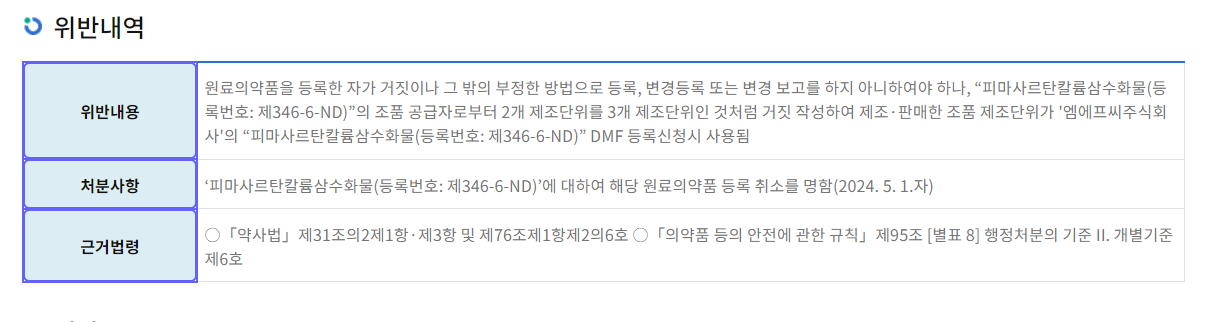 위반내역
위반내용
원료의약품을 등록한 자가 거짓이나 그 밖의 부정한 방법으로 등록, 변경등록 또는 변경 보고를 하지 아니하여야 하나, “피마사르탄칼륨삼수화물(등
록번호: 제346-6-ND)”의 조품 공급자로부터 2개 제조단위를 3개 제조단위인 것처럼 거짓 작성하여 제조·판매한 조품 제조단위가 '엠에프씨주식회
사'의 “피마사르탄칼륨삼수화물(등록번호: 제346-6-ND)” DMF 등록신청시 사용됨
처분사항
‘피마사르탄칼륨삼수화물(등록번호: 제346-6-ND)’에 대하여 해당 원료의약품 등록 취소를 명함(2024. 5. 1.자)
근거법령
○「약사법」제31조의2제1항·제3항 및 제76조제1항제2의6호 ○「의약품 등의 안전에 관한 규칙」제95조 [별표 8] 행정처분의 기준 II. 개별기준
제6호